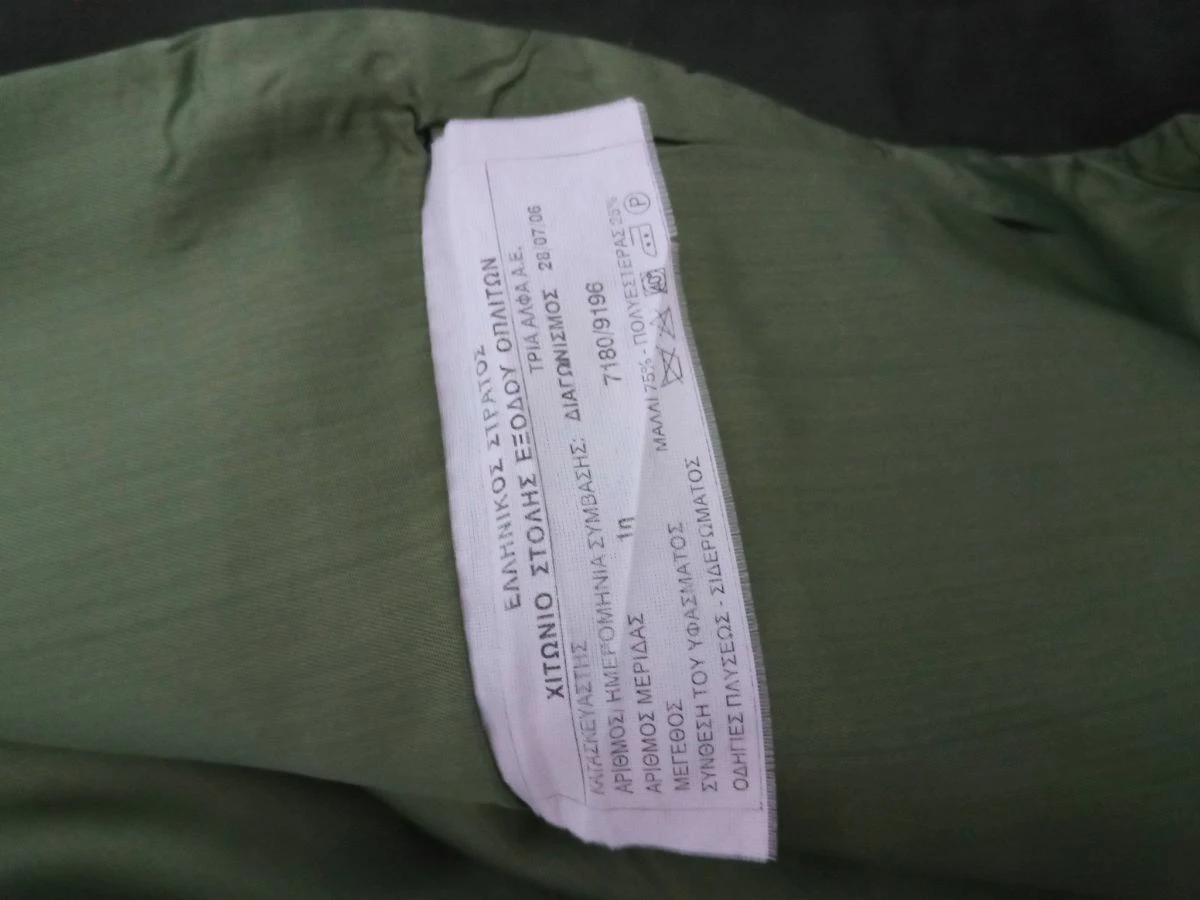 ΕΛΛΗΝΙΚΟΣ ΣΤΡΑΤΟΣ
ΧΙΤΩΝΙΟ ΣΤΟΛΗΣ ΕΞΟΔΟΥ ΟΠΛΙΤΩΝ
ΚΑΤΑΣΚΕΥΑΣΤΗΣ ΤΡΙΑ ΑΛΦΑ Α.Ε.
ΑΡΙΘΜΟΣ/ ΗΜΕΡΟΜΗΝΙΑ ΣΥΜΒΑΣΗΣ: ΔΙΑΓΩΝΙΣΜΟΣ 28/07/06
ΑΡΙΘΜΟΣ ΜΕΡΙΔΑΣ 1η
ΜΕΓΕΘΟΣ 7180/9196
ΣΥΝΘΕΣΗ ΤΟΥ ΥΦΑΣΜΑΤΟΣ ΜΑΛΛΙ 75% - ΠΟΛΥΕΣΤΕΡΑΣ 25%
ΟΔΗΓΙΕΣ ΠΛΥΣΕΩΣ - ΣΙΔΕΡΩΜΑΤΟΣ 40° P